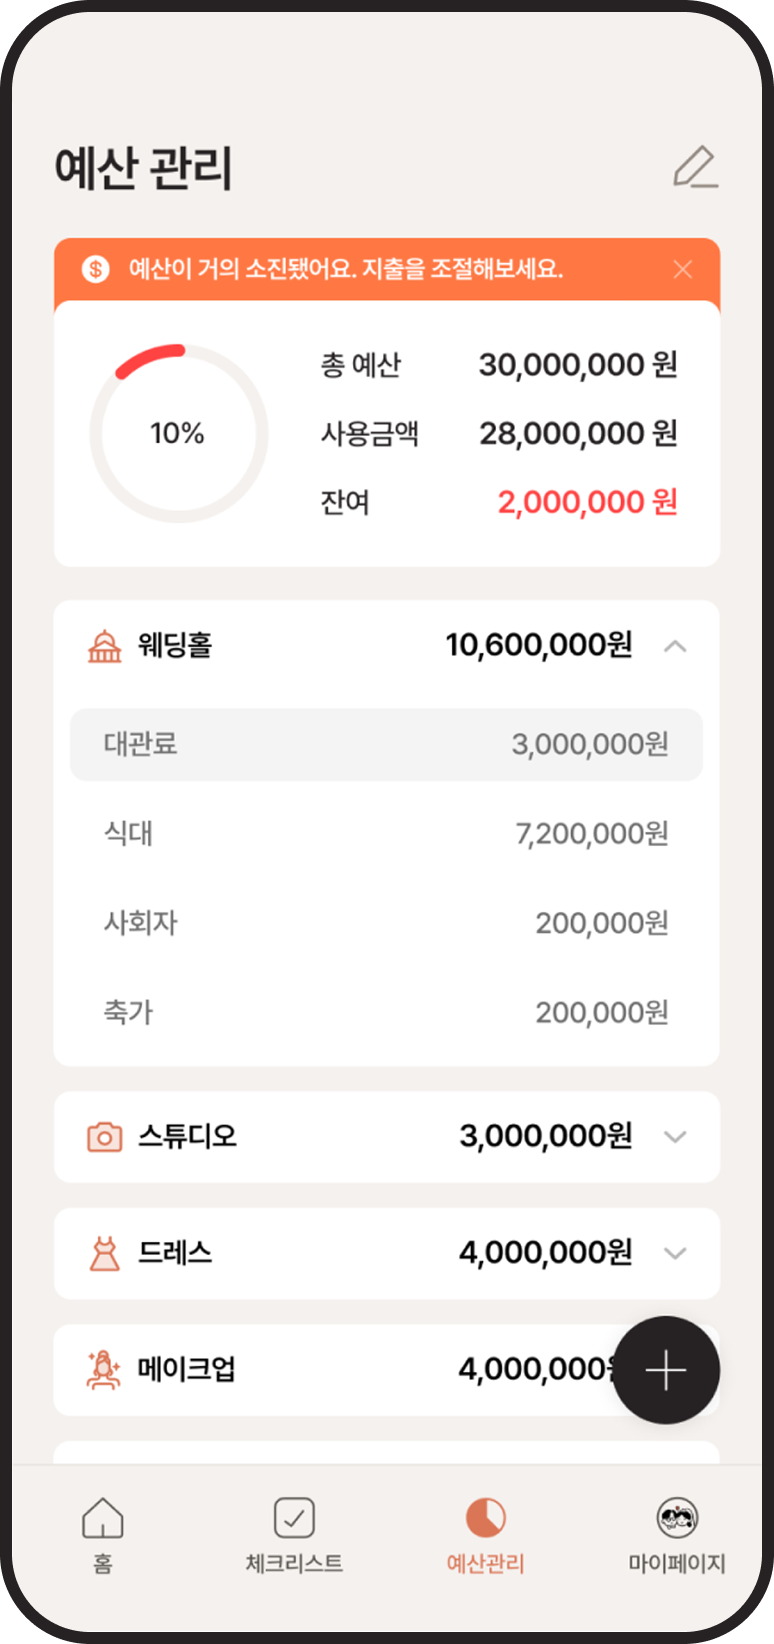 예산 관리
예산이 거의 소진됐어요. 지출을 조절해보세요.
10%
총 예산 30,000,000 원
사용금액 28,000,000 원
잔여 2,000,000 원
웨딩홀 10,600,000원
대관료 3,000,000원
식대 7,200,000원
사회자 200,000원
축가 200,000원
스튜디오 3,000,000원
드레스 4,000,000원
메이크업 4,000,000원
홈 체크리스트 예산관리 마이페이지